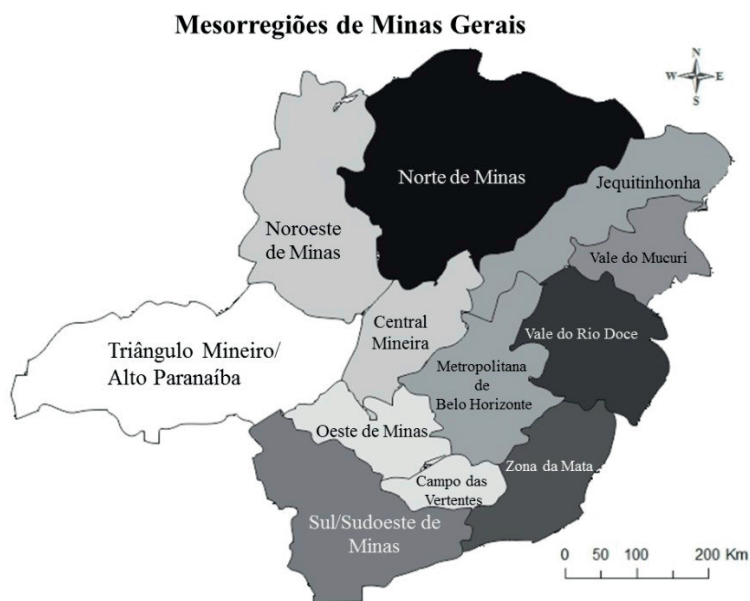 Mesorregiões de Minas Gerais
N
W E
S
Norte de Minas
Jequitinhonha
Noroeste
de Minas
Vale do Mucuri
Central
Mineira
Vale do Rio Doce
Triângulo Mineiro/
Alto Paranaíba
Metropolitana
de
Belo Horizonte
Oeste de Minas
Zona da Mata
Campo das
Vertentes
Sul/Sudoeste de
Minas
0 50 100 200 Km